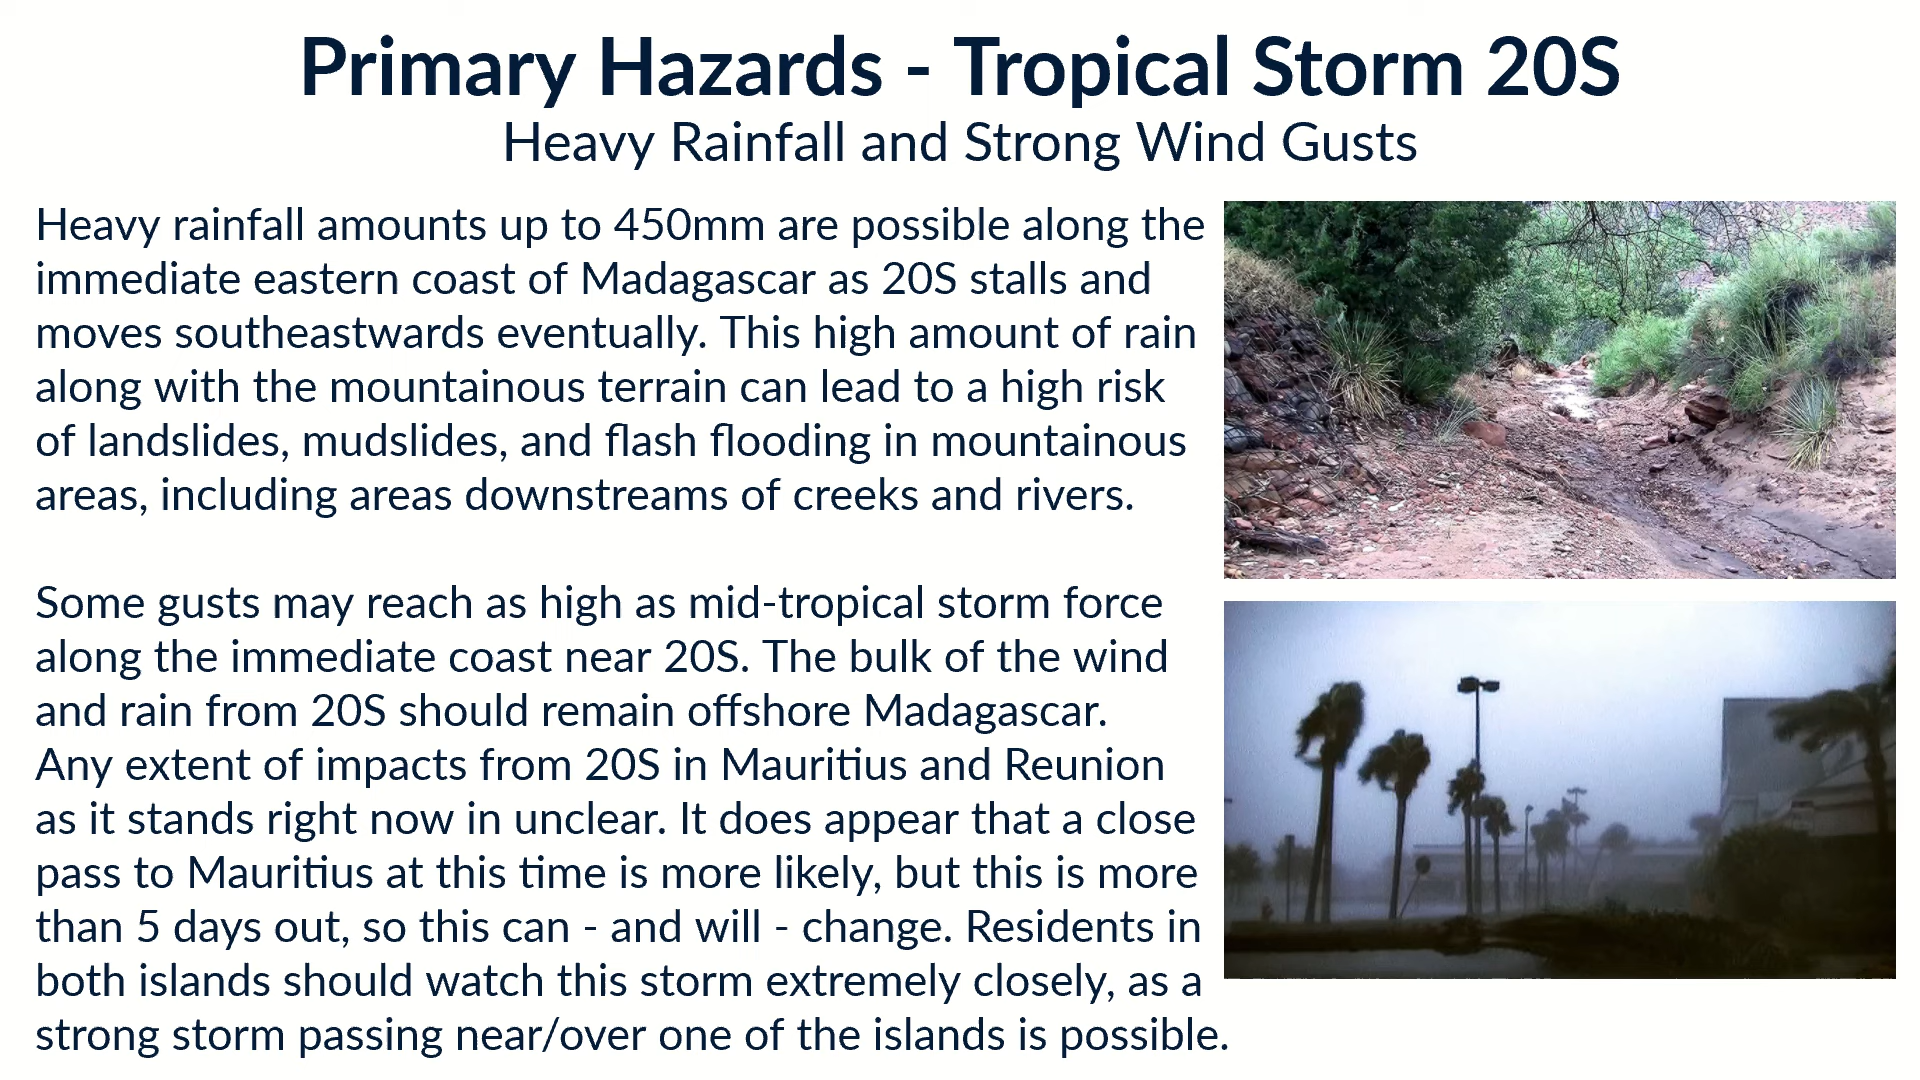 Primary Hazards - Tropical Storm 20S
Heavy Rainfall and Strong Wind Gusts
Heavy rainfall amounts up to 450mm are possible along the
immediate eastern coast of Madagascar as 20S stalls and
moves southeastwards eventually. This high amount of rain
along with the mountainous terrain can lead to a high risk
of landslides, mudslides, and flash flooding in mountainous
areas, including areas downstreams of creeks and rivers.
Some gusts may reach as high as mid-tropical storm force
along the immediate coast near 20S. The bulk of the wind
and rain from 20S should remain offshore Madagascar.
Any extent of impacts from 20S in Mauritius and Reunion
as it stands right now in unclear. It does appear that a close
pass to Mauritius at this time is more likely, but this is more
than 5 days out, so this can - and will - change. Residents in
both islands should watch this storm extremely closely, as a
strong storm passing near/over one of the islands is possible.